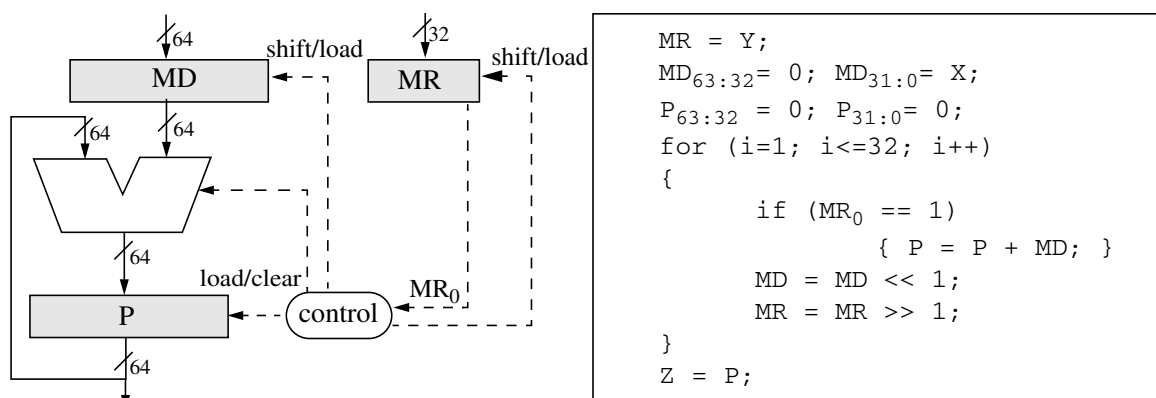 64
32
shift/load
shift/load
MD
MR
64
64
64
load/clear
MR0
P
control
64
MR = Y;
MD63:32= 0; MD31:0= X;
P63:32 = 0; P31:0= 0;
for (i=1; i<=32; i++)
{
if (MR0 == 1)
{ P = P + MD; }
MD = MD << 1;
MR = MR >> 1;
}
Z = P;